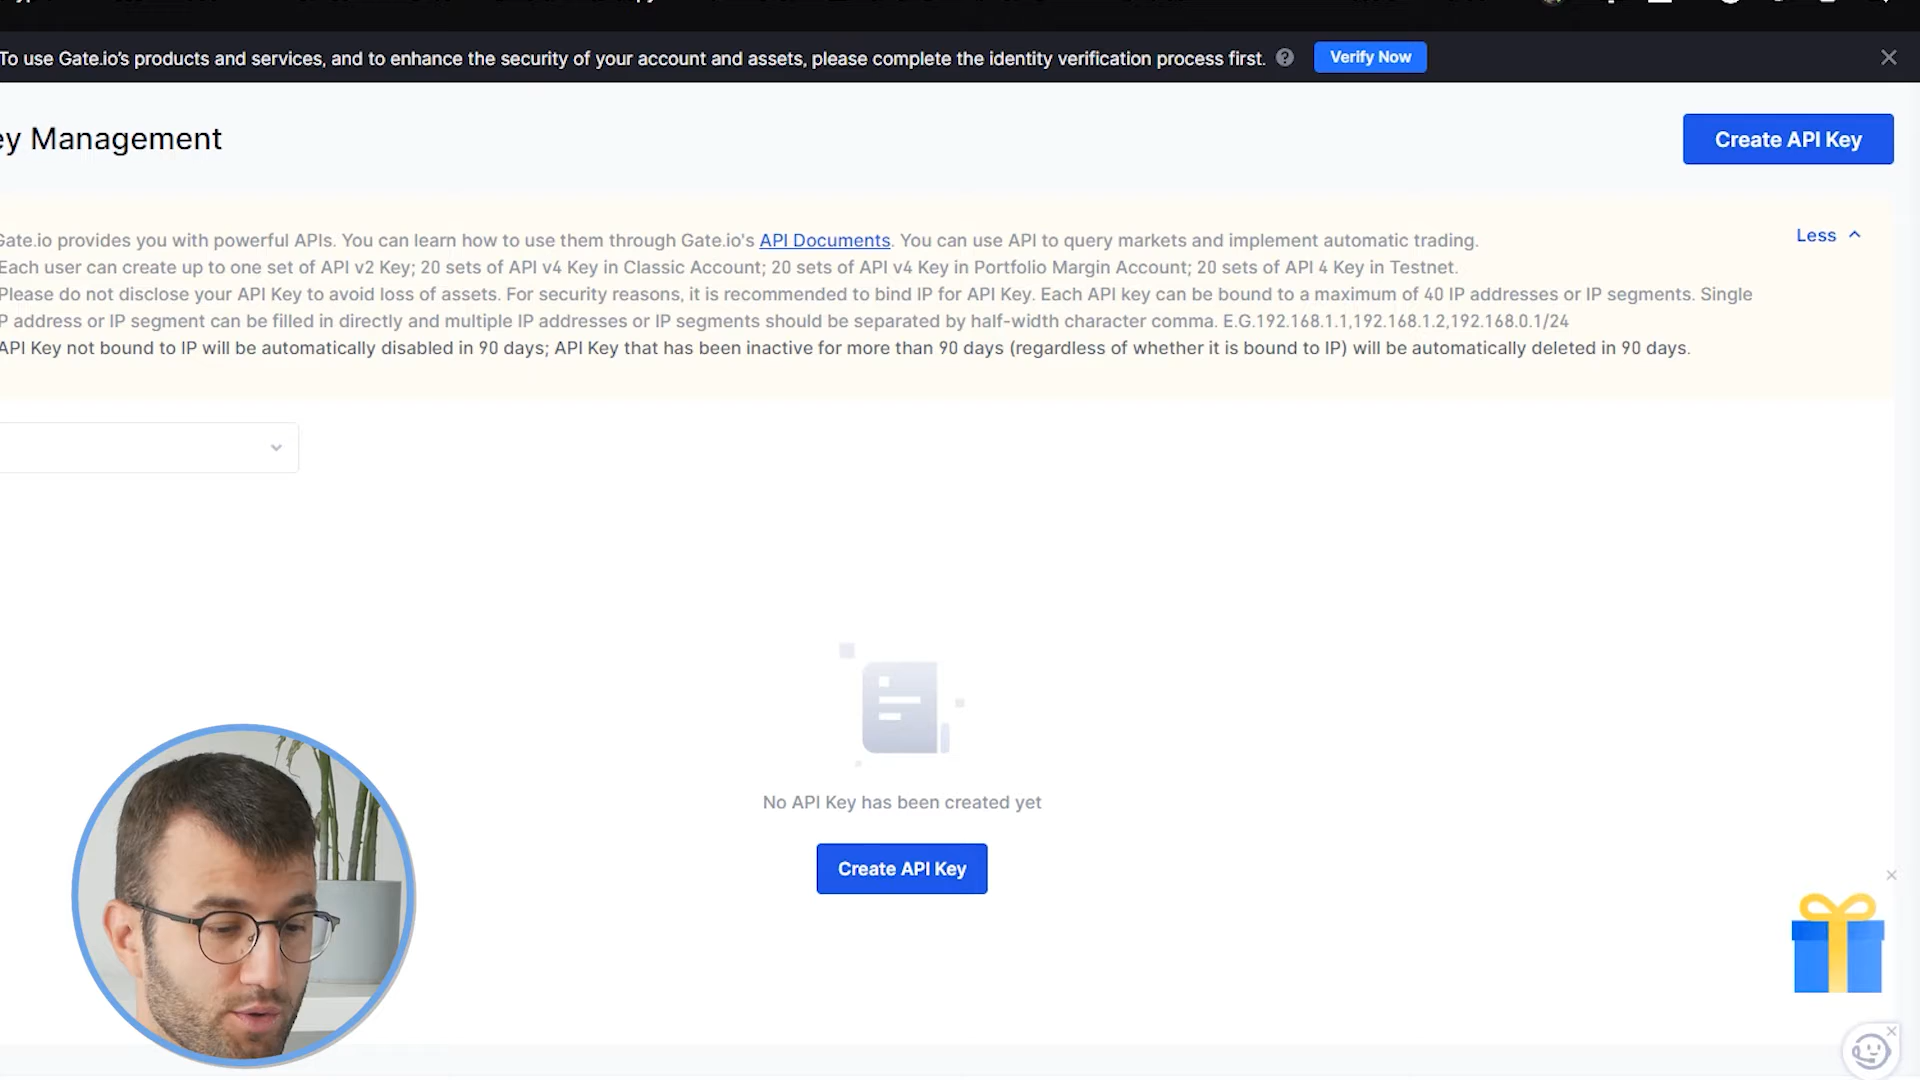 To use Gate.io's products and services, and to enhance the security of your account and assets, please complete the identity verification process first. Verify Now
Management
Create API Key
Gate.io provides you with powerful APIs. You can learn how to use them through Gate.io's API Documents. You can use API to query markets and implement automatic trading.
Less
Each user can create up to one set of API v2 Key; 20 sets of API v4 Key in Classic Account; 20 sets of API v4 Key in Portfolio Margin Account; 20 sets of API 4 Key in Testnet.
Please do not disclose your API Key to avoid loss of assets. For security reasons, it is recommended to bind IP for API Key. Each API key can be bound to a maximum of 40 IP addresses or IP segments. Single
P address or IP segment can be filled in directly and multiple IP addresses or IP segments should be separated by half-width character comma. E.G.192.168.1.1,192.168.1.2,192.168.0.1/24
API Key not bound to IP will be automatically disabled in 90 days; API Key that has been inactive for more than 90 days (regardless of whether it is bound to IP) will be automatically deleted in 90 days.
No API Key has been created yet
Create API Key